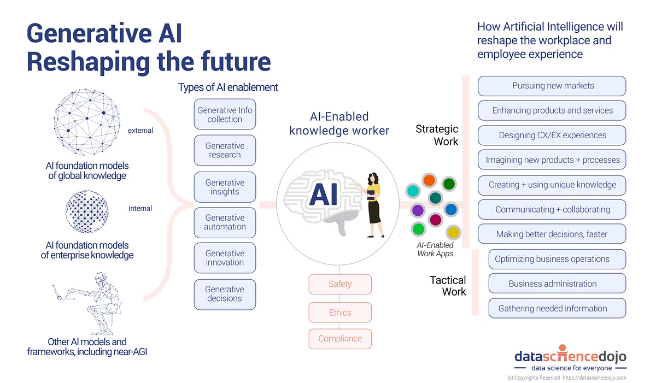 Generative AI
Reshaping the future
How Artificial Intelligence will
reshape the workplace and
employee experience
Types of AI enablement
external
AI foundation models
of global knowledge
internal
AI foundation models
of enterprise knowledge
Other AI models and
frameworks, including near-AGI
Generative Info
collection
Generative
research
Generative
insights
Generative
automation
Generative
innovation
Generative
decisions
AI-Enabled
knowledge worker
AI
Safety
Ethics
Compliance
Strategic
Work
AI-Enabled
Work Apps
Tactical
Work
Pursuing new markets
Enhancing products and services
Designing CX/EX experiences
Imagining new products + processes
Creating + using unique knowledge
Communicating + collaborating
Making better decisions, faster
Optimizing business operations
Business administration
Gathering needed information
datasciencedojo
data science for everyone
(c) Copyrights Reserved https://datasciencedojo.com